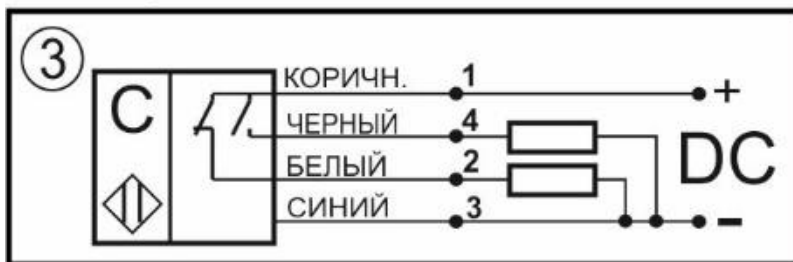 3
C
КОРИЧН. 1 +
ЧЕРНЫЙ 4
DC
БЕЛЫЙ 2
СИНИЙ 3 -